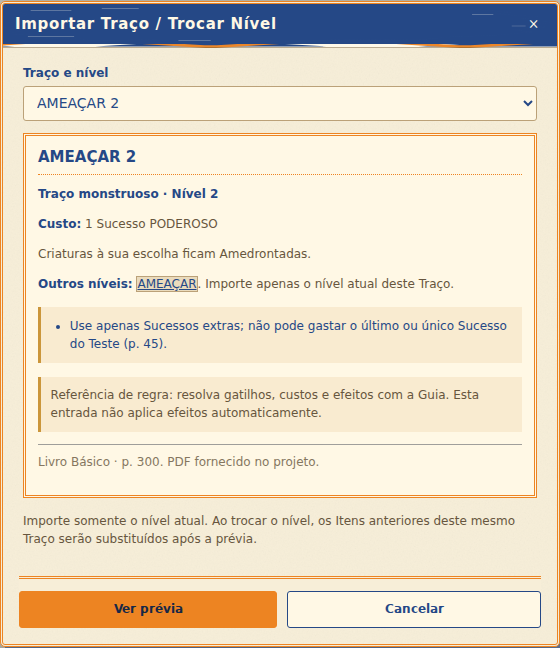 Importar Traço / Trocar Nível
×
Traço e nível
AMEAÇAR 2
AMEAÇAR 2
Traço monstruoso · Nível 2
Custo: 1 Sucesso PODEROSO
Criaturas à sua escolha ficam Amedrontadas.
Outros níveis: AMEAÇAR. Importe apenas o nível atual deste Traço.
• Use apenas Sucessos extras; não pode gastar o último ou único Sucesso
do Teste (p. 45).
Referência de regra: resolva gatilhos, custos e efeitos com a Guia. Esta
entrada não aplica efeitos automaticamente.
Livro Básico · p. 300. PDF fornecido no projeto.
Importe somente o nível atual. Ao trocar o nível, os Itens anteriores deste mesmo
Traço serão substituídos após a prévia.
Ver prévia
Cancelar